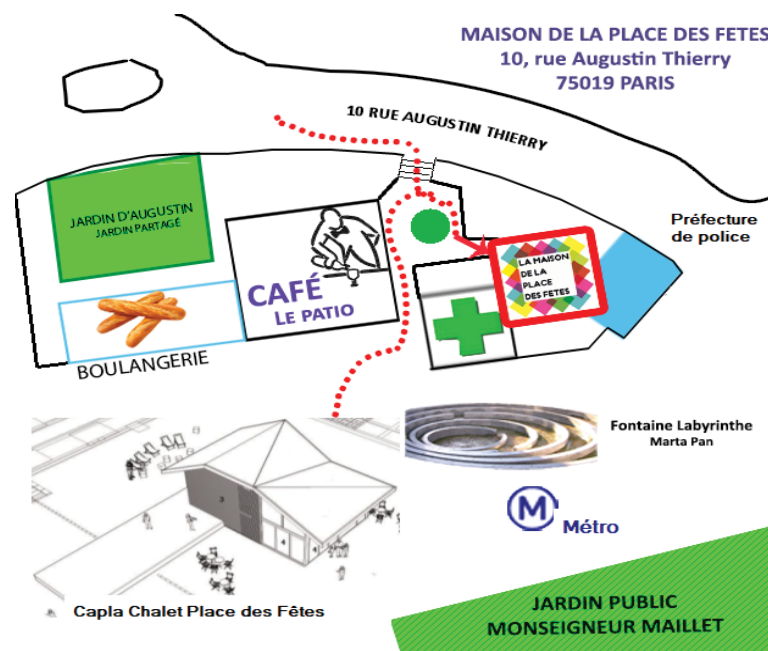 MAISON DE LA PLACE DES FETES
10, rue Augustin Thierry
75019 PARIS
10 RUE AUGUSTIN THIERRY
JARDIN D'AUGUSTIN
JARDIN PARTAGÉ
Préfecture
de police
LA MAISON
DE LA
PLACE
DES FETES
CAFÉ
LE PATIO
BOULANGERIE
Fontaine Labyrinthe
Marta Pan
M
Métro
Capla Chalet Place des Fêtes
JARDIN PUBLIC
MONSEIGNEUR MAILLET